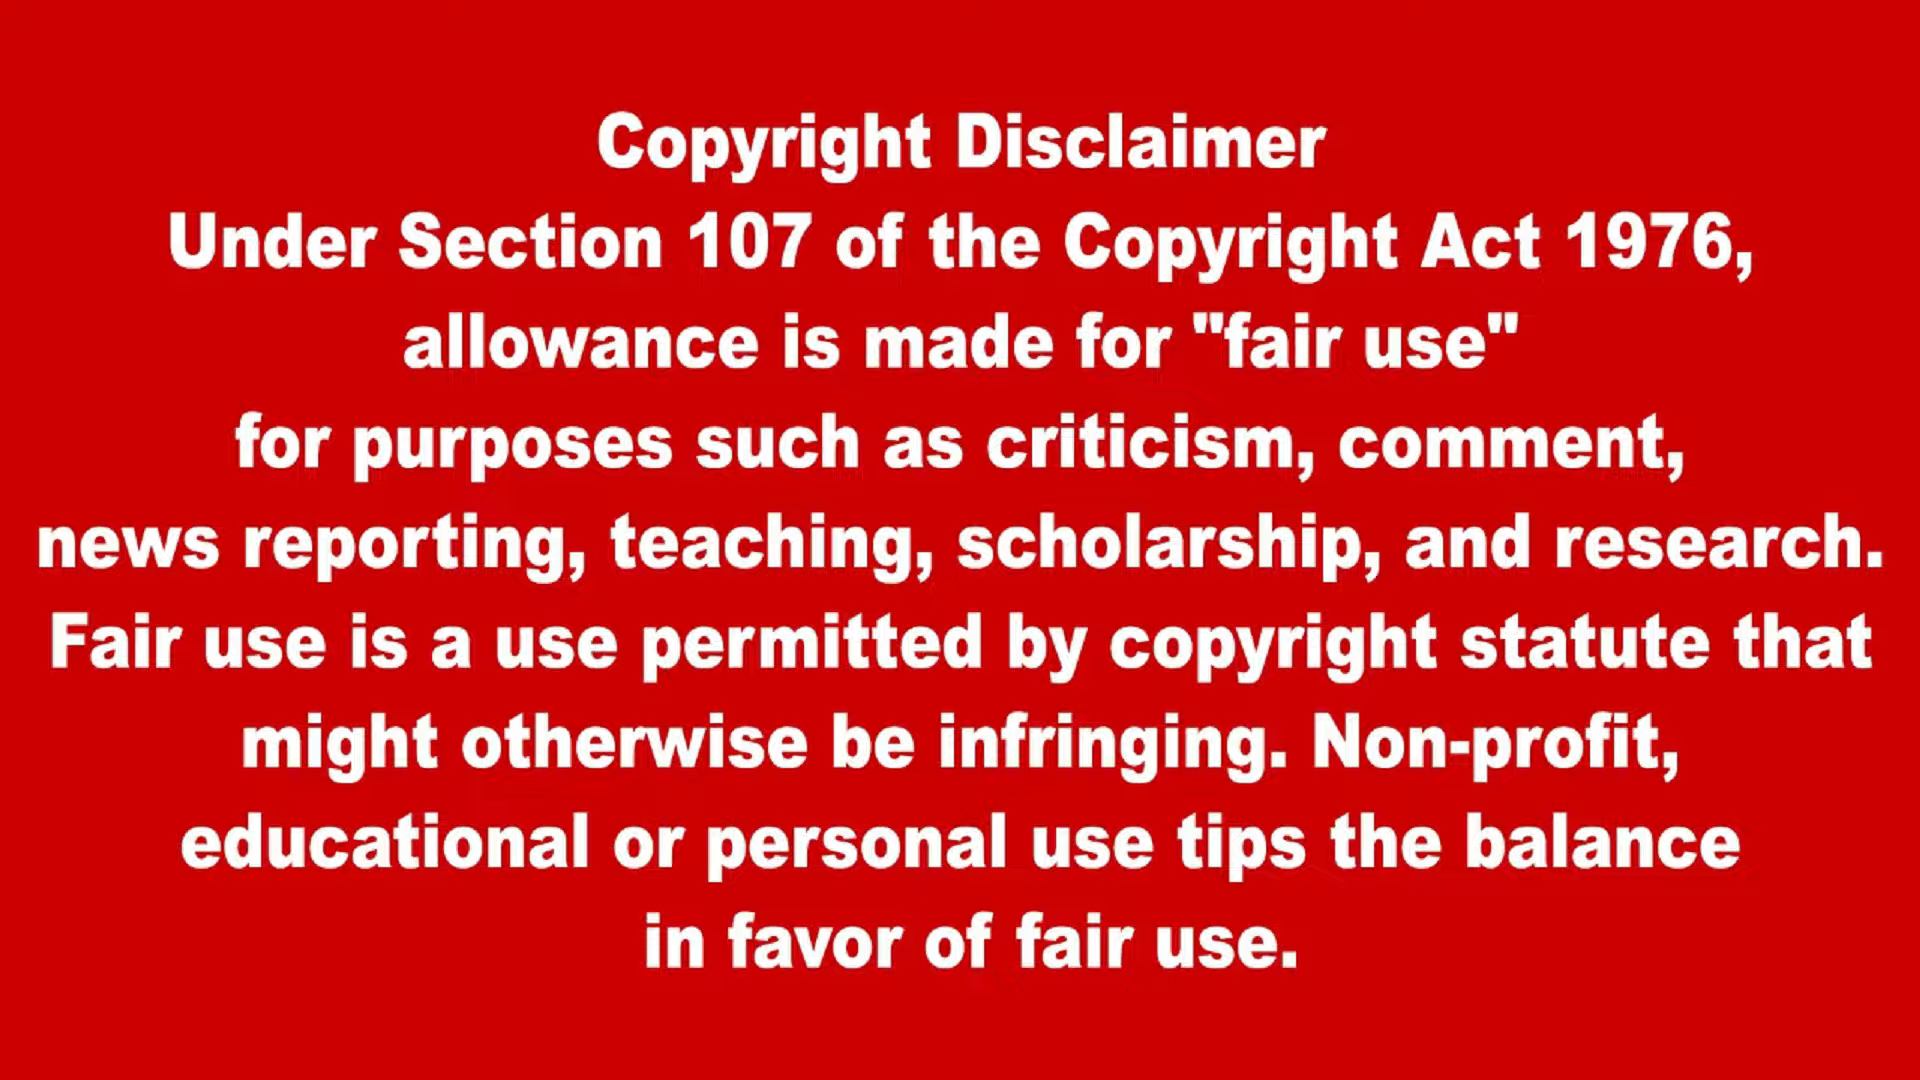 Copyright Disclaimer
Under Section 107 of the Copyright Act 1976,
allowance is made for "fair use"
for purposes such as criticism, comment,
news reporting, teaching, scholarship, and research.
Fair use is a use permitted by copyright statute that
might otherwise be infringing. Non-profit,
educational or personal use tips the balance
in favor of fair use.